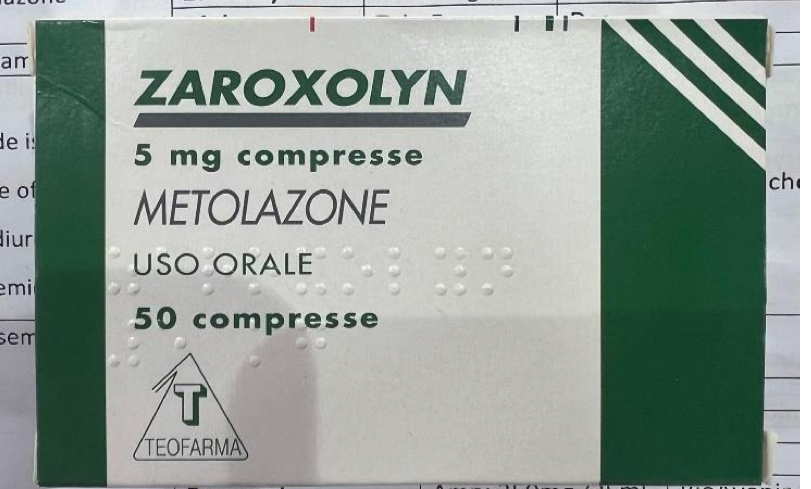 ZAROXOLYN
5 mg compresse
METOLAZONE
USO ORALE
50 compresse
T
TEOFARMA